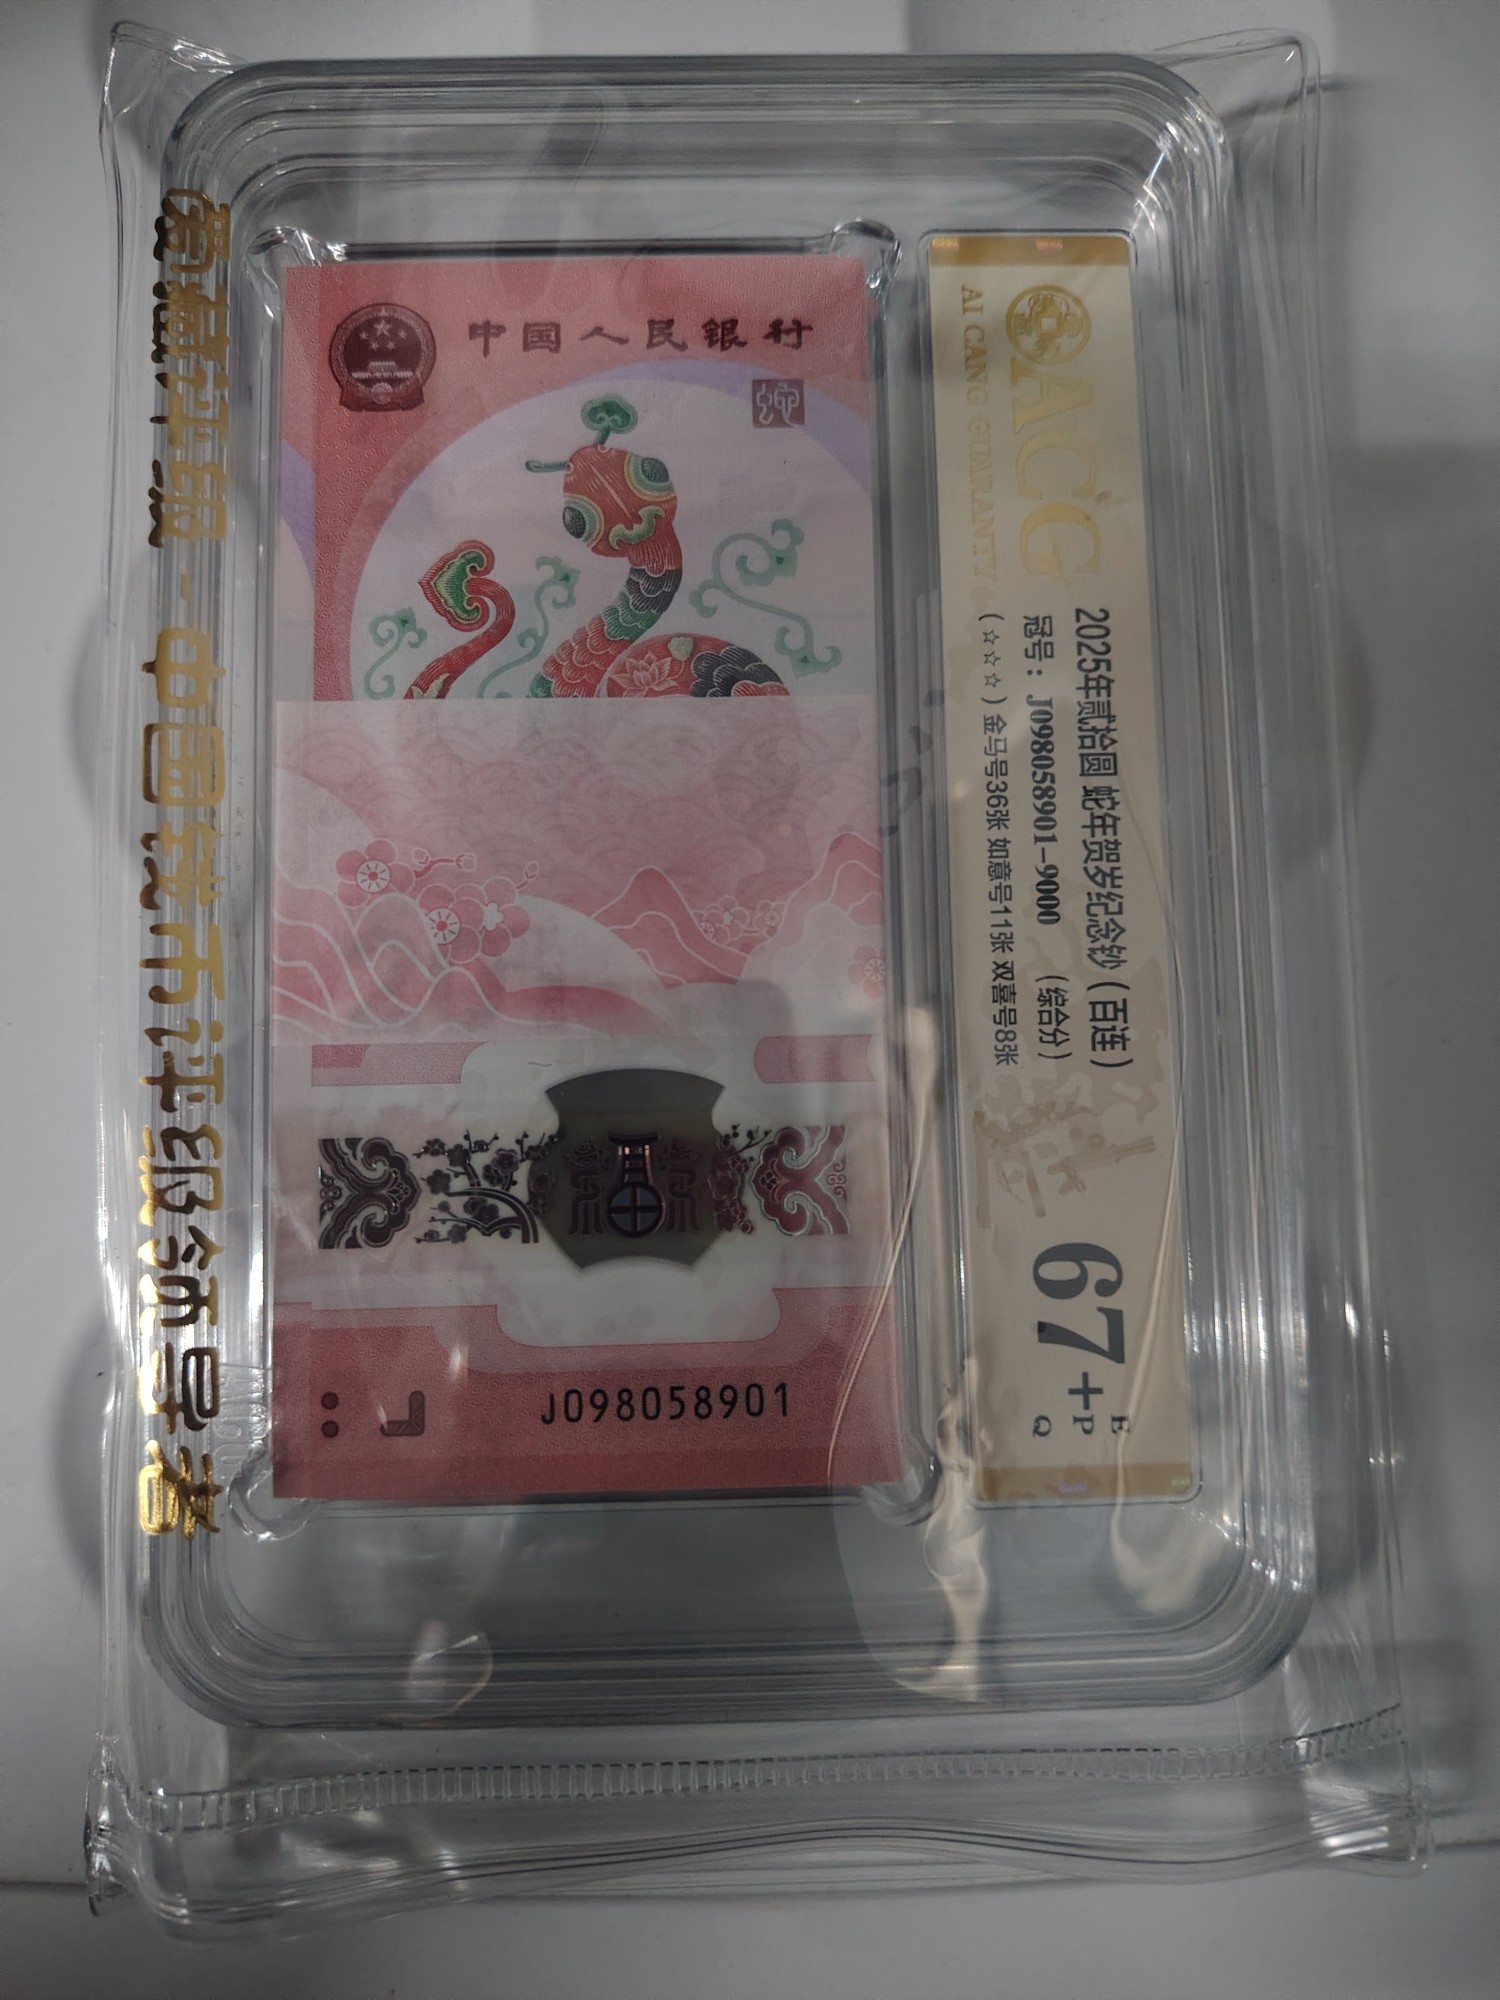 爱藏评级 - 中国钱币评级领导者
中国人民银行
蛇
J098058901
ACG
AI CANG GUARANTY
2025年贰拾圆 蛇年贺岁纪念钞（百连）
冠号：J098058901-9000 （综合分）
（☆☆☆）金马号36张 如意号11张 双喜号8张
67+
E
P
Q